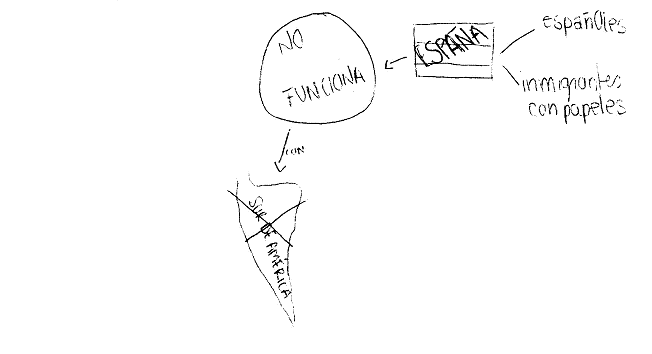 NO
FUNCIONA
ESPAÑA
españoles
inmigrantes
con papeles
CON
SUR DE AMÉRICA